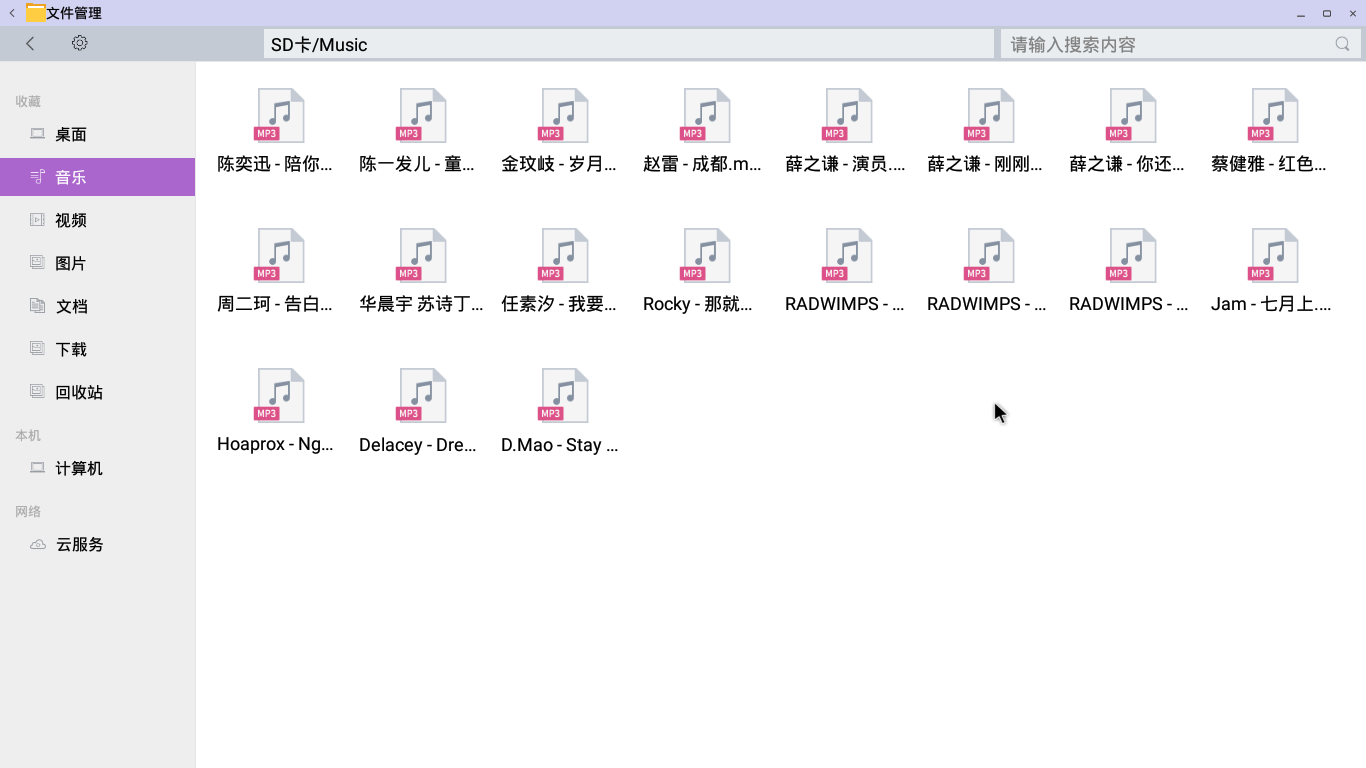 文件管理
SD卡/Music
请输入搜索内容
收藏
桌面
音乐
视频
图片
文档
下载
回收站
本机
计算机
网络
云服务
MP3 MP3 MP3 MP3 MP3 MP3 MP3 MP3
陈奕迅 - 陪你... 陈一发儿 - 童... 金玟岐 - 岁月... 赵雷 - 成都.m... 薛之谦 - 演员.... 薛之谦 - 刚刚... 薛之谦 - 你还... 蔡健雅 - 红色...
MP3 MP3 MP3 MP3 MP3 MP3 MP3 MP3
周二珂 - 告白... 华晨宇 苏诗丁... 任素汐 - 我要... Rocky - 那就... RADWIMPS - ... RADWIMPS - ... RADWIMPS - ... Jam - 七月上....
MP3 MP3 MP3
Hoaprox - Ng... Delacey - Dre... D.Mao - Stay ...